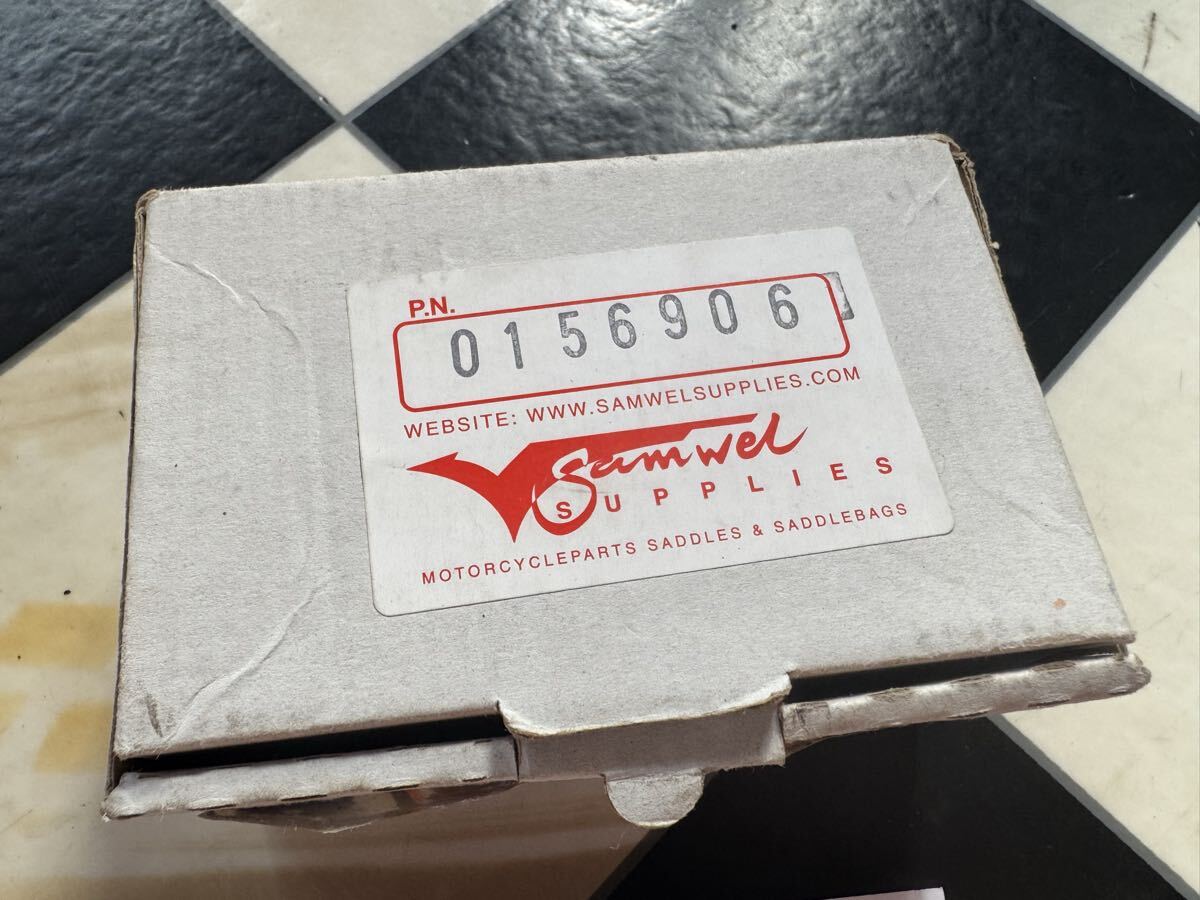 P.N.
0156906
WEBSITE: WWW.SAMWELSUPPLIES.COM
Samwel
SUPPLIES
MOTORCYCLEPARTS SADDLES & SADDLEBAGS